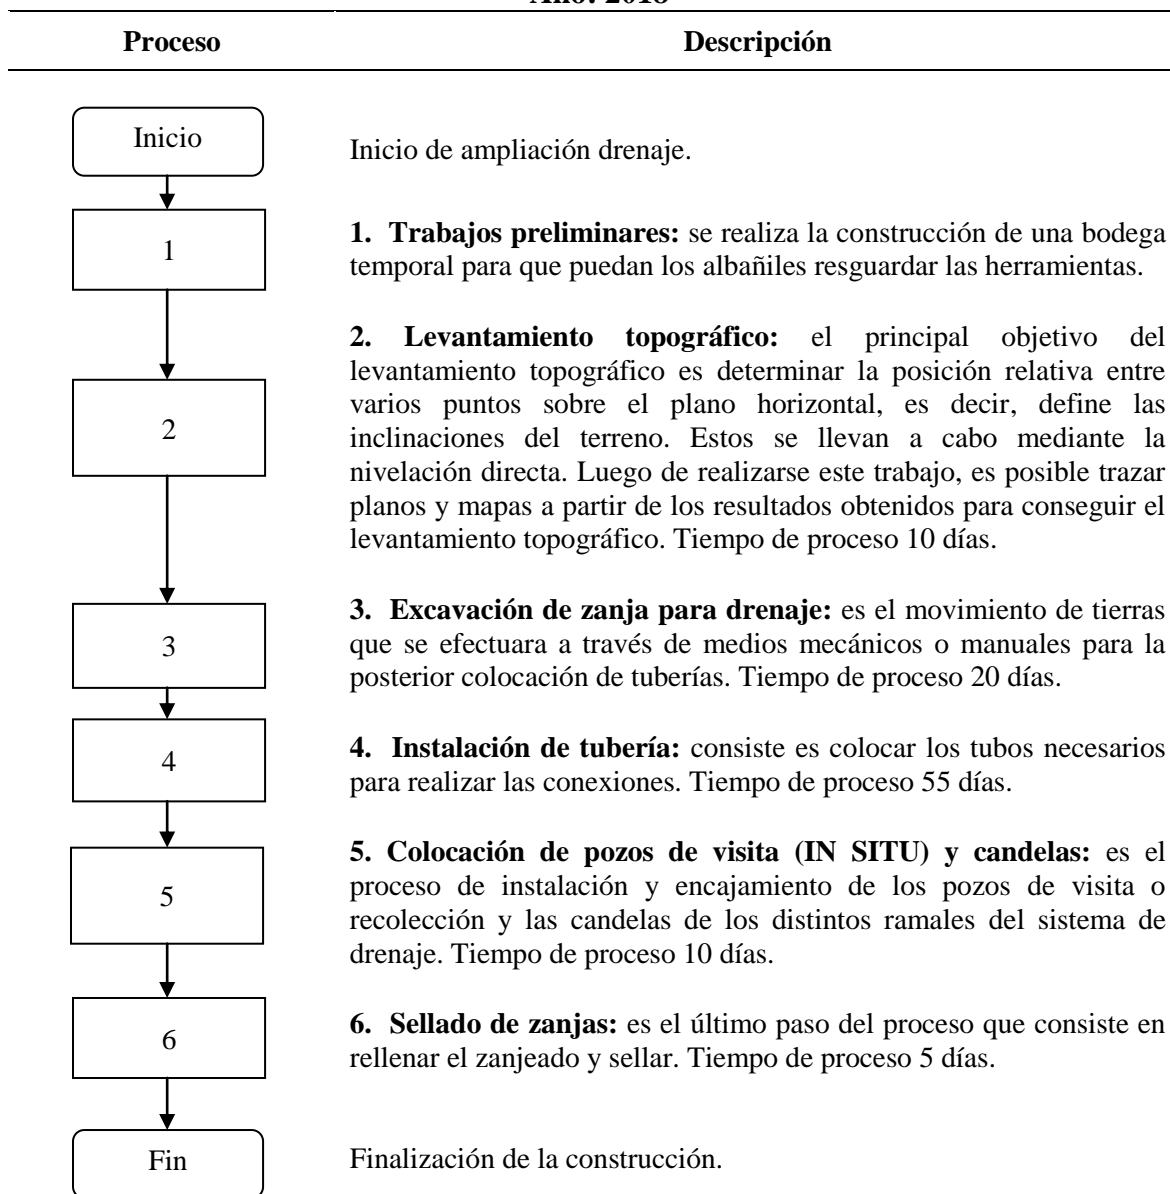 Año: 2018
Proceso Descripción
Inicio
Inicio de ampliación drenaje.
1
1. Trabajos preliminares: se realiza la construcción de una bodega
temporal para que puedan los albañiles resguardar las herramientas.
2
2. Levantamiento topográfico: el principal objetivo del
levantamiento topográfico es determinar la posición relativa entre
varios puntos sobre el plano horizontal, es decir, define las
inclinaciones del terreno. Estos se llevan a cabo mediante la
nivelación directa. Luego de realizarse este trabajo, es posible trazar
planos y mapas a partir de los resultados obtenidos para conseguir el
levantamiento topográfico. Tiempo de proceso 10 días.
3
3. Excavación de zanja para drenaje: es el movimiento de tierras
que se efectuara a través de medios mecánicos o manuales para la
posterior colocación de tuberías. Tiempo de proceso 20 días.
4
4. Instalación de tubería: consiste es colocar los tubos necesarios
para realizar las conexiones. Tiempo de proceso 55 días.
5
5. Colocación de pozos de visita (IN SITU) y candelas: es el
proceso de instalación y encajamiento de los pozos de visita o
recolección y las candelas de los distintos ramales del sistema de
drenaje. Tiempo de proceso 10 días.
6
6. Sellado de zanjas: es el último paso del proceso que consiste en
rellenar el zanjeado y sellar. Tiempo de proceso 5 días.
Fin
Finalización de la construcción.